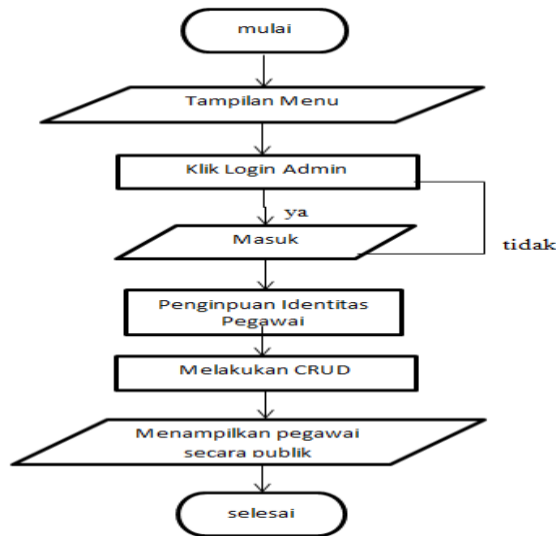 mulai
Tampilan Menu
Klik Login Admin
ya
Masuk
tidak
Penginpuan Identitas
Pegawai
Melakukan CRUD
Menampilkan pegawai
secara publik
selesai